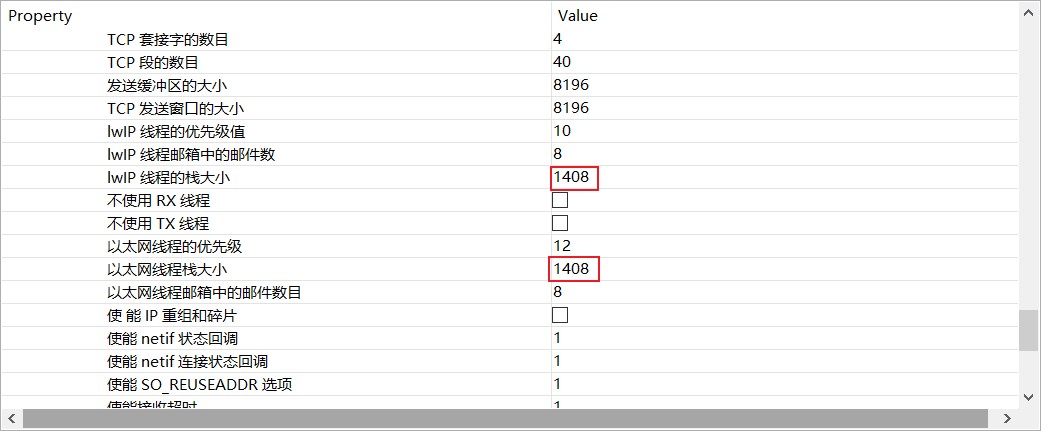 Property Value
TCP 套接字的数目 4
TCP 段的数目 40
发送缓冲区的大小 8196
TCP 发送窗口的大小 8196
lwIP 线程的优先级值 10
lwIP 线程邮箱中的邮件数 8
lwIP 线程的栈大小 1408
不使用 RX 线程
不使用 TX 线程
以太网线程的优先级 12
以太网线程栈大小 1408
以太网线程邮箱中的邮件数目 8
使 能 IP 重组和碎片
使能 netif 状态回调 1
使能 netif 连接状态回调 1
使能 SO_REUSEADDR 选项 1
使能接收超时 1